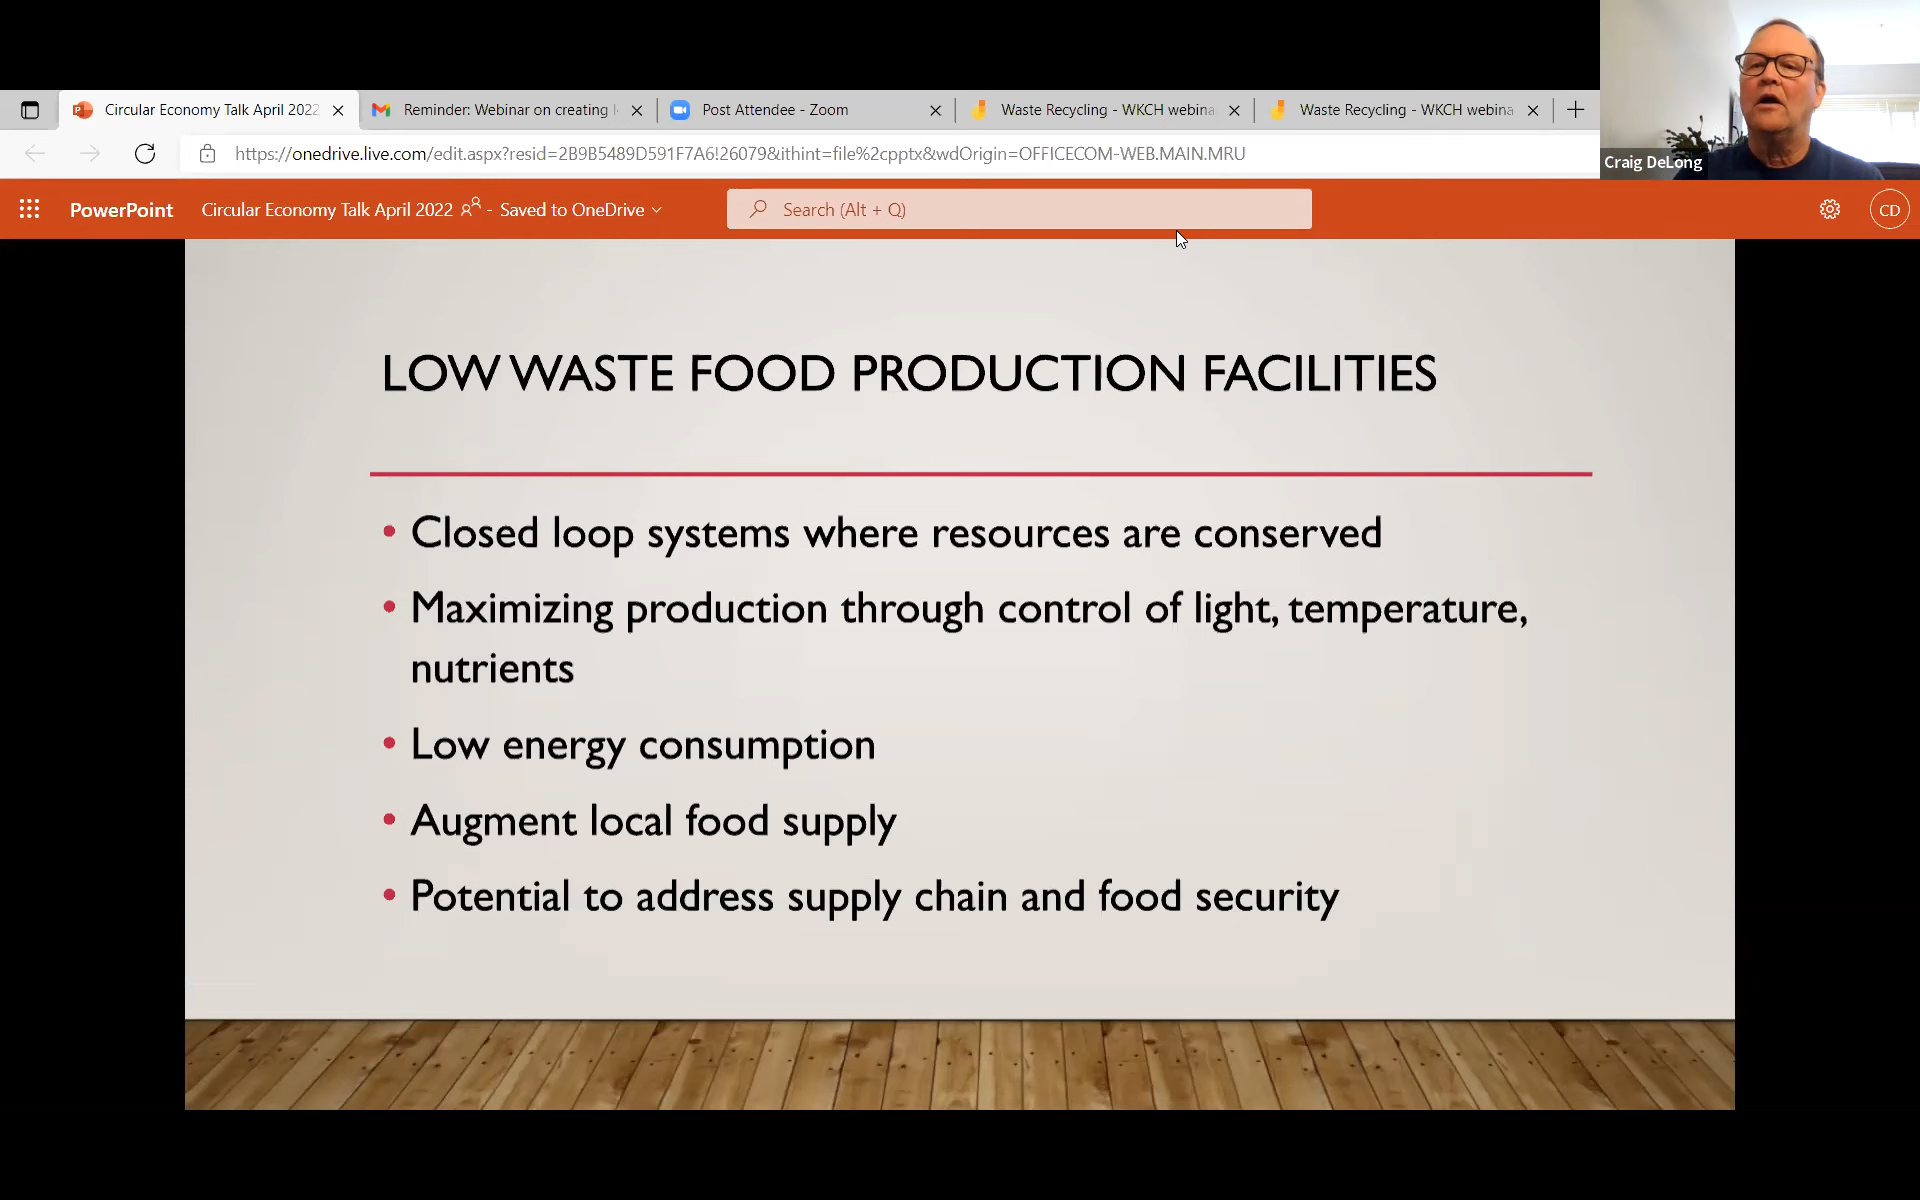 Circular Economy Talk April 2022
Reminder: Webinar on creating
Post Attendee - Zoom
Waste Recycling - WKCH webina
Waste Recycling - WKCH webina
https://onedrive.live.com/edit.aspx?resid=2B9B5489D591F7A6!26079&ithint=file%2cpptx&wdOrigin=OFFICECOM-WEB.MAIN.MRU
Craig DeLong
PowerPoint
Circular Economy Talk April 2022 - Saved to OneDrive
Search (Alt + Q)
CD
LOW WASTE FOOD PRODUCTION FACILITIES
• Closed loop systems where resources are conserved
• Maximizing production through control of light, temperature,
nutrients
• Low energy consumption
• Augment local food supply
• Potential to address supply chain and food security